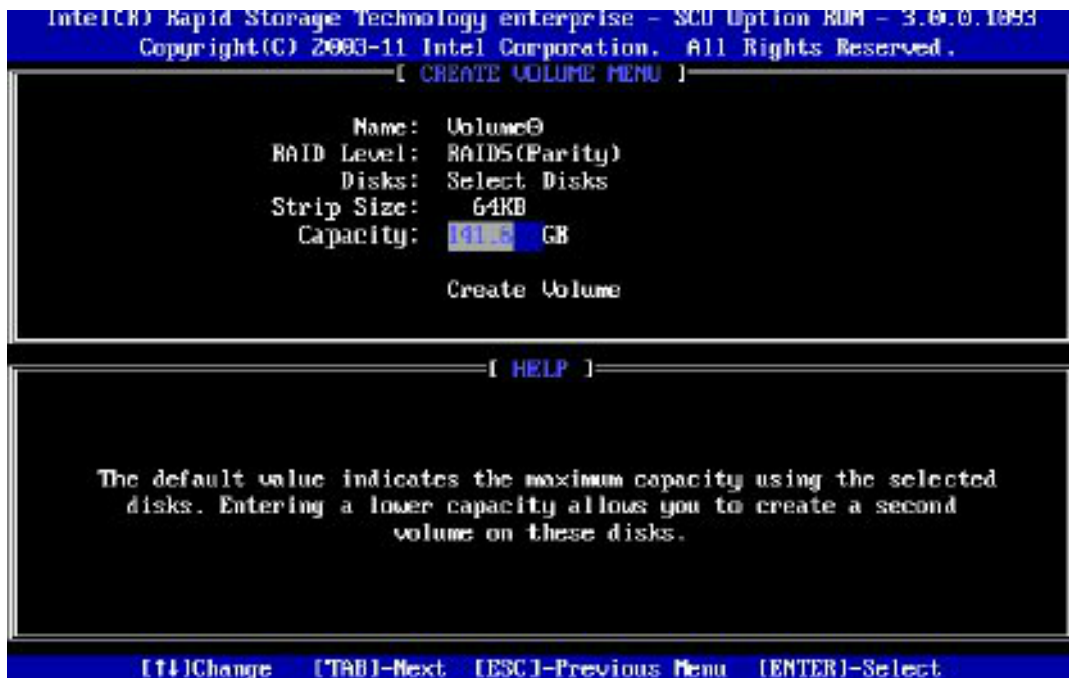 Intel(R) Rapid Storage Technology enterprise - SCU Option ROM - 3.0.0.1093
Copyright(C) 2003-11 Intel Corporation. All Rights Reserved.
[ CREATE VOLUME MENU ]
Name: Volume0
RAID Level: RAID5(Parity)
Disks: Select Disks
Strip Size: 64KB
Capacity: 141.6 GB
Create Volume
[ HELP ]
The default value indicates the maximum capacity using the selected
disks. Entering a lower capacity allows you to create a second
volume on these disks.
[↑↓]Change [TAB]-Next [ESC]-Previous Menu [ENTER]-Select